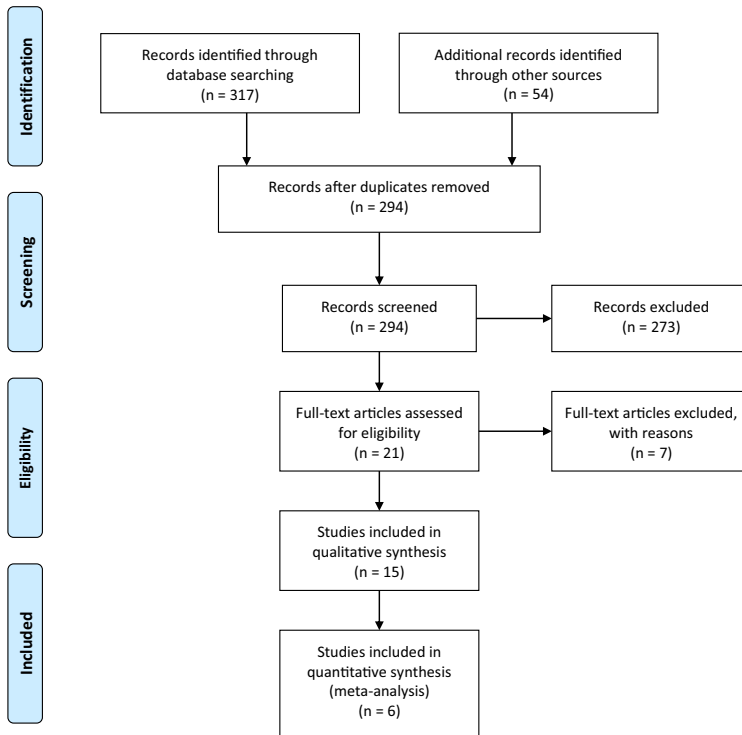 Identification
Records identified through
database searching
(n = 317)
Additional records identified
through other sources
(n = 54)
Records after duplicates removed
(n = 294)
Screening
Records screened
(n = 294)
Records excluded
(n = 273)
Eligibility
Full-text articles assessed
for eligibility
(n = 21)
Full-text articles excluded,
with reasons
(n = 7)
Studies included in
qualitative synthesis
(n = 15)
Included
Studies included in
quantitative synthesis
(meta-analysis)
(n = 6)